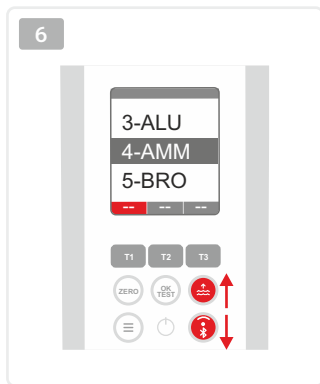 6
3-ALU
4-AMM
5-BRO
-- -- --
T1 T2 T3
ZERO OK TEST